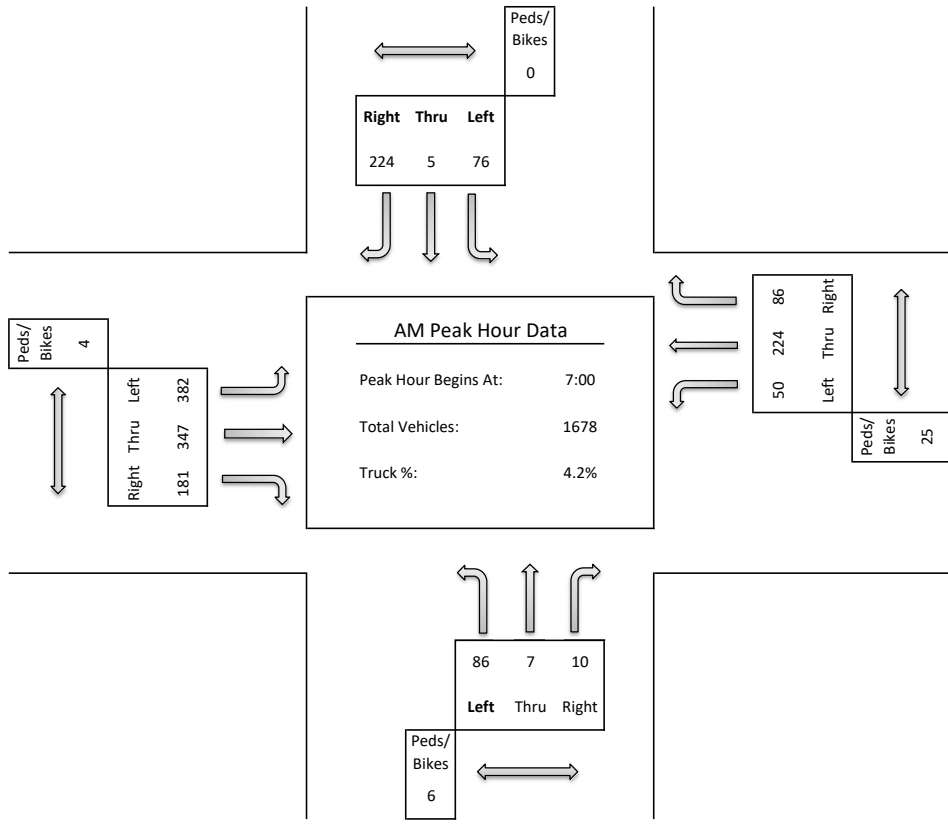 Peds/
Bikes
0
Right Thru Left
224 5 76
Peds/
Bikes
4
Left 382
Thru 347
Right 181
AM Peak Hour Data
Peak Hour Begins At: 7:00
Total Vehicles: 1678
Truck %: 4.2%
86 Right
224 Thru
50 Left
Peds/
Bikes
25
86 7 10
Left Thru Right
Peds/
Bikes
6